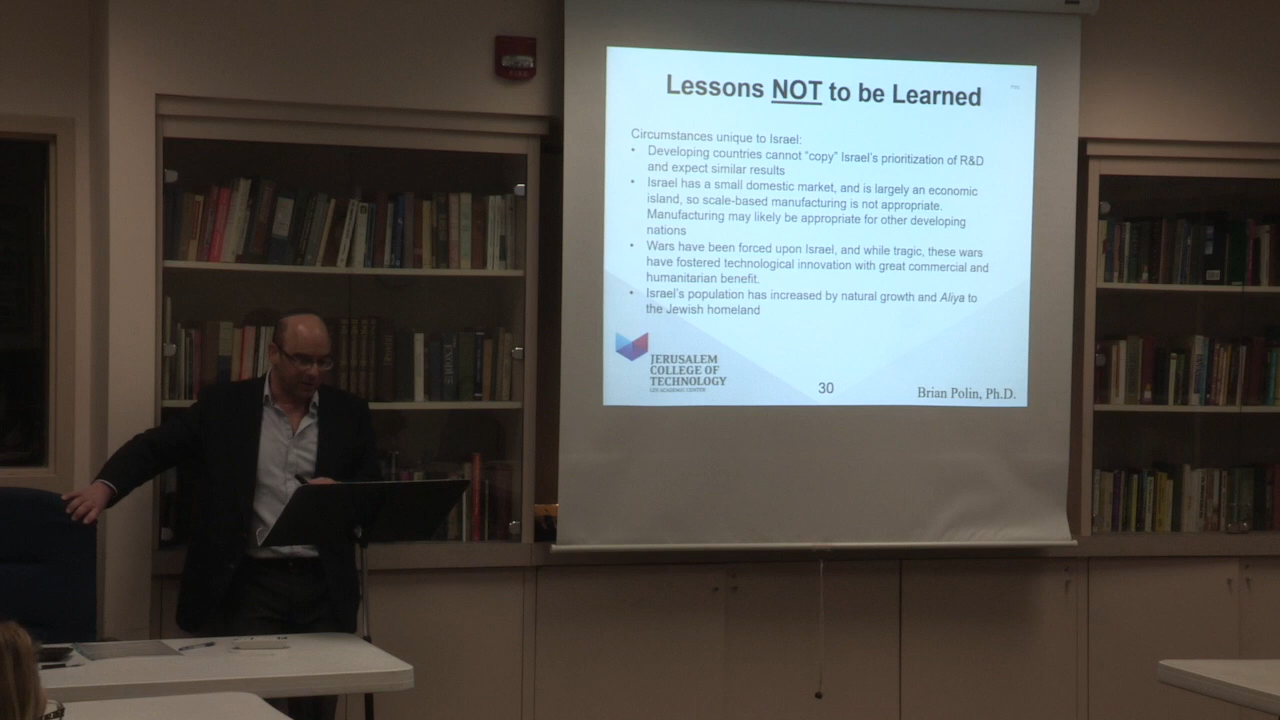 Lessons NOT to be Learned
Circumstances unique to Israel:
• Developing countries cannot "copy" Israel's prioritization of R&D
and expect similar results
• Israel has a small domestic market, and is largely an economic
island, so scale-based manufacturing is not appropriate.
Manufacturing may likely be appropriate for other developing
nations
• Wars have been forced upon Israel, and while tragic, these wars
have fostered technological innovation with great commercial and
humanitarian benefit.
• Israel's population has increased by natural growth and Aliya to
the Jewish homeland
JERUSALEM
COLLEGE OF
TECHNOLOGY
LEV ACADEMIC CENTER
30
Brian Polin, Ph.D.
FIRE